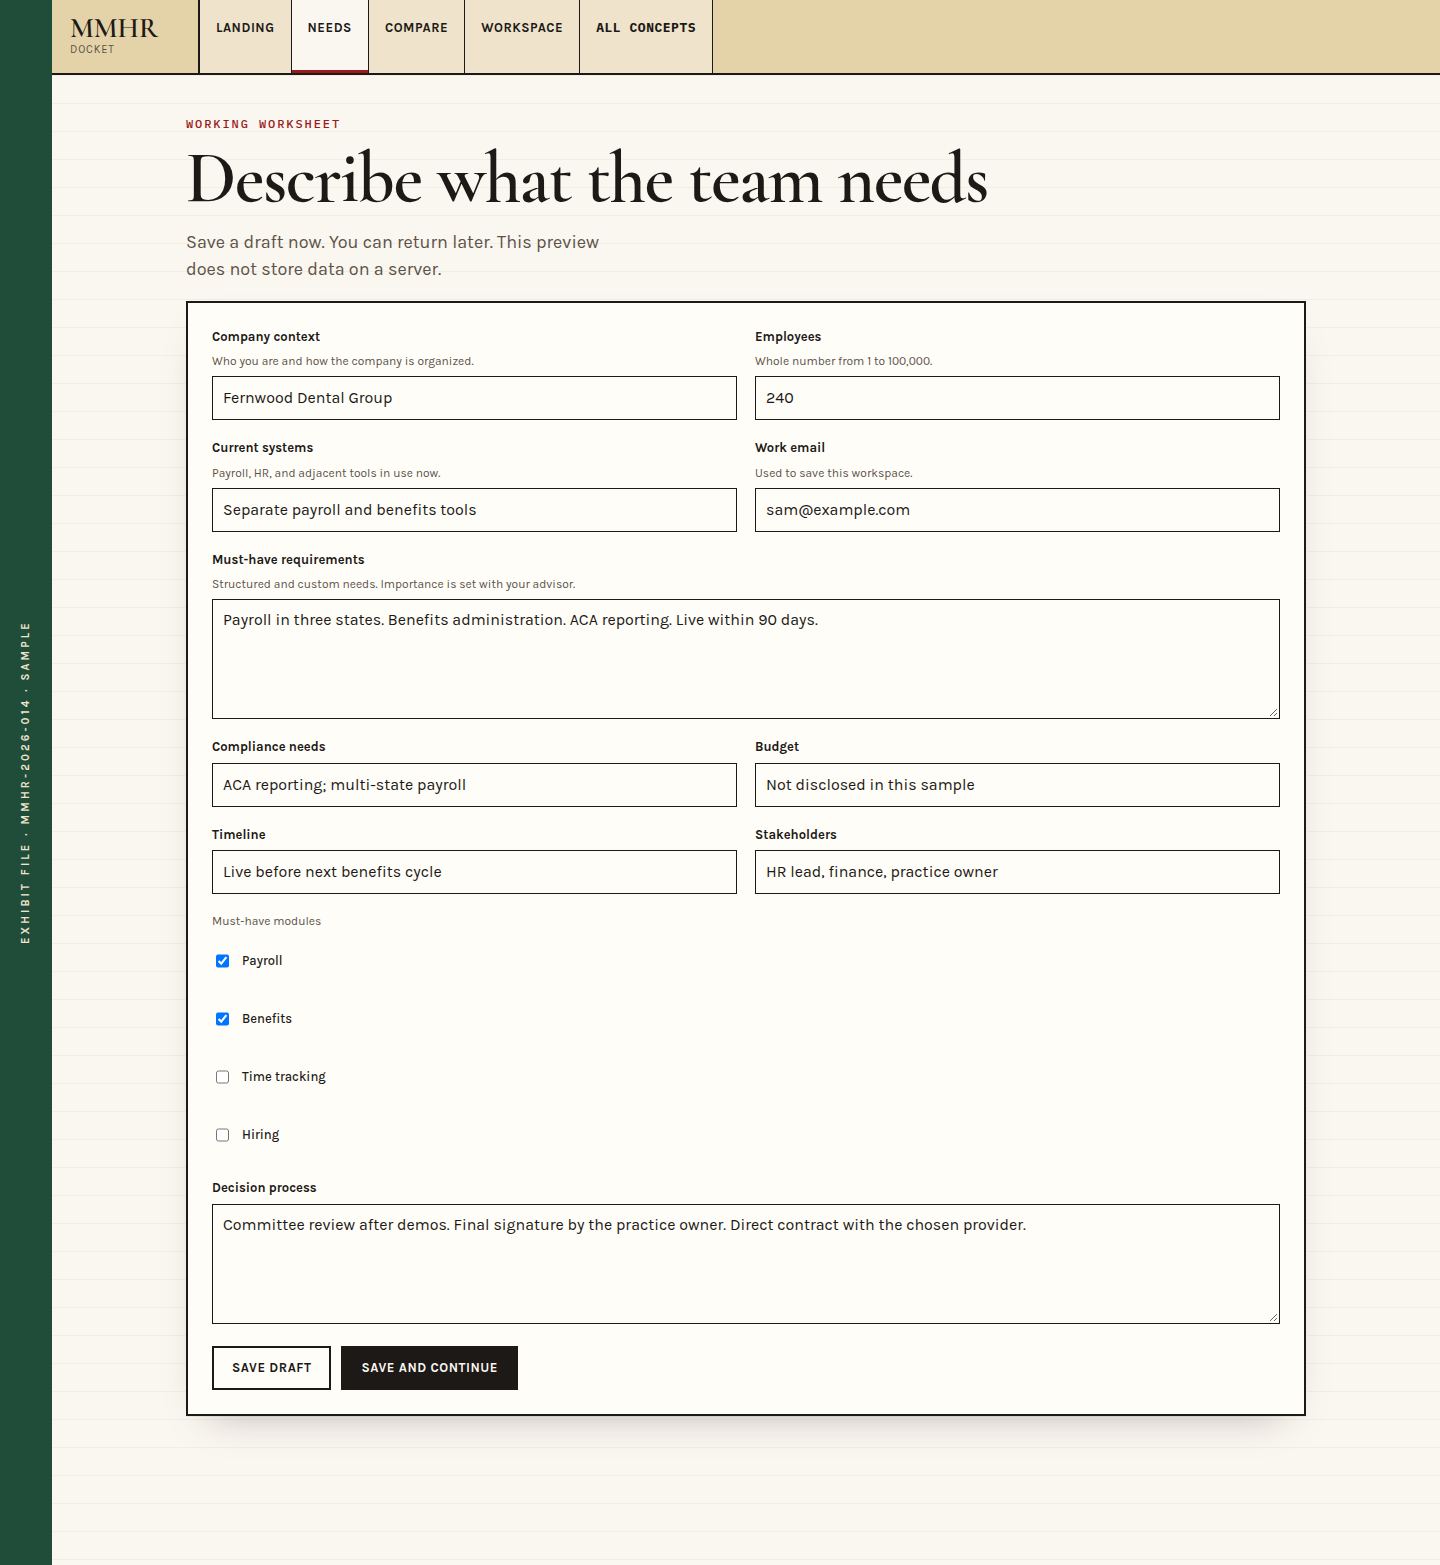 MMHR
DOCKET
LANDING
NEEDS
COMPARE
WORKSPACE
ALL CONCEPTS
EXHIBIT FILE · MMHR-2026-014 · SAMPLE
WORKING WORKSHEET
Describe what the team needs
Save a draft now. You can return later. This preview
does not store data on a server.
Company context
Who you are and how the company is organized.
Fernwood Dental Group
Employees
Whole number from 1 to 100,000.
240
Current systems
Payroll, HR, and adjacent tools in use now.
Separate payroll and benefits tools
Work email
Used to save this workspace.
sam@example.com
Must-have requirements
Structured and custom needs. Importance is set with your advisor.
Payroll in three states. Benefits administration. ACA reporting. Live within 90 days.
Compliance needs
ACA reporting; multi-state payroll
Budget
Not disclosed in this sample
Timeline
Live before next benefits cycle
Stakeholders
HR lead, finance, practice owner
Must-have modules
Payroll
Benefits
Time tracking
Hiring
Decision process
Committee review after demos. Final signature by the practice owner. Direct contract with the chosen provider.
SAVE DRAFT
SAVE AND CONTINUE